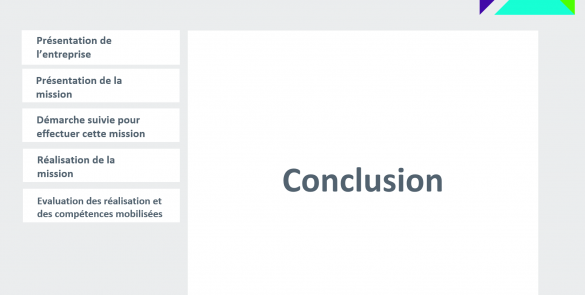 Présentation de
l’entreprise
Présentation de la
mission
Démarche suivie pour
effectuer cette mission
Réalisation de la
mission
Evaluation des réalisation et
des compétences mobilisées
Conclusion